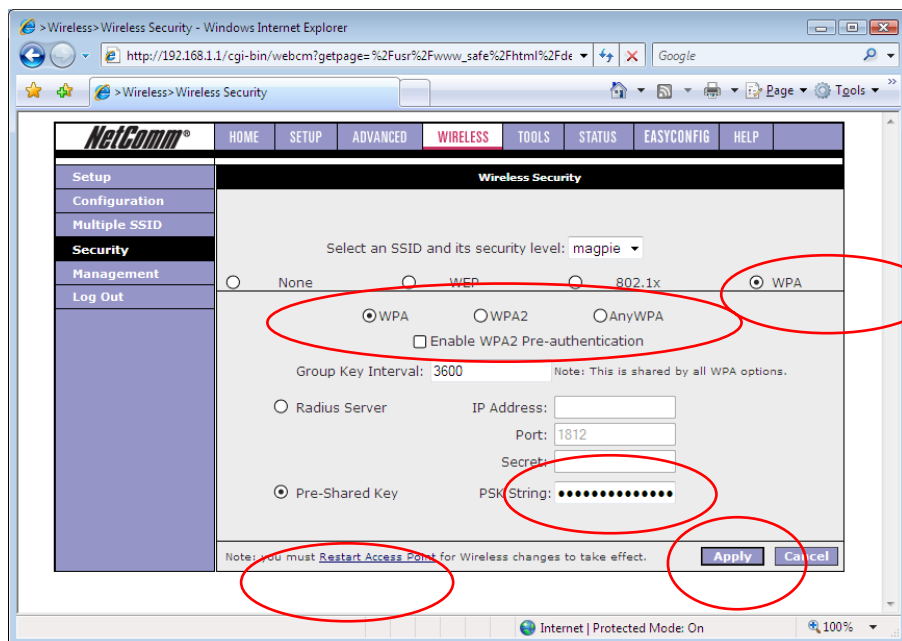 >Wireless>Wireless Security - Windows Internet Explorer
http://192.168.1.1/cgi-bin/webcm?getpage=%2Fusr%2Fwww_safe%2Fhtml%2Fde
Google
>Wireless>Wireless Security
Page
Tools
»
NetComm®
HOME SETUP ADVANCED WIRELESS TOOLS STATUS EASYCONFIG HELP
Setup
Configuration
Multiple SSID
Security
Management
Log Out
Wireless Security
Select an SSID and its security level: magpie
None WEP 802.1x WPA
WPA WPA2 AnyWPA
Enable WPA2 Pre-authentication
Group Key Interval: 3600 Note: This is shared by all WPA options.
Radius Server IP Address:
Port: 1812
Secret:
Pre-Shared Key PSK String: ••••••••••••••
Note: you must Restart Access Point for Wireless changes to take effect. Apply Cancel
Internet | Protected Mode: On 100%